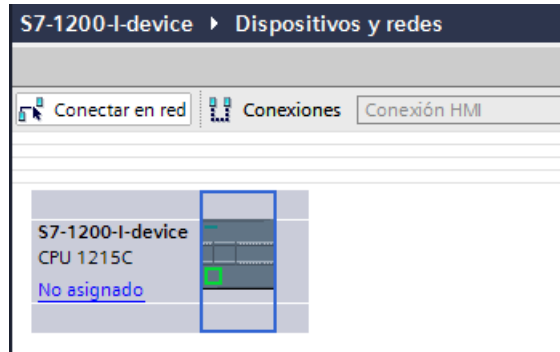 S7-1200-I-device ▸ Dispositivos y redes
Conectar en red Conexiones Conexión HMI
S7-1200-I-device
CPU 1215C
No asignado